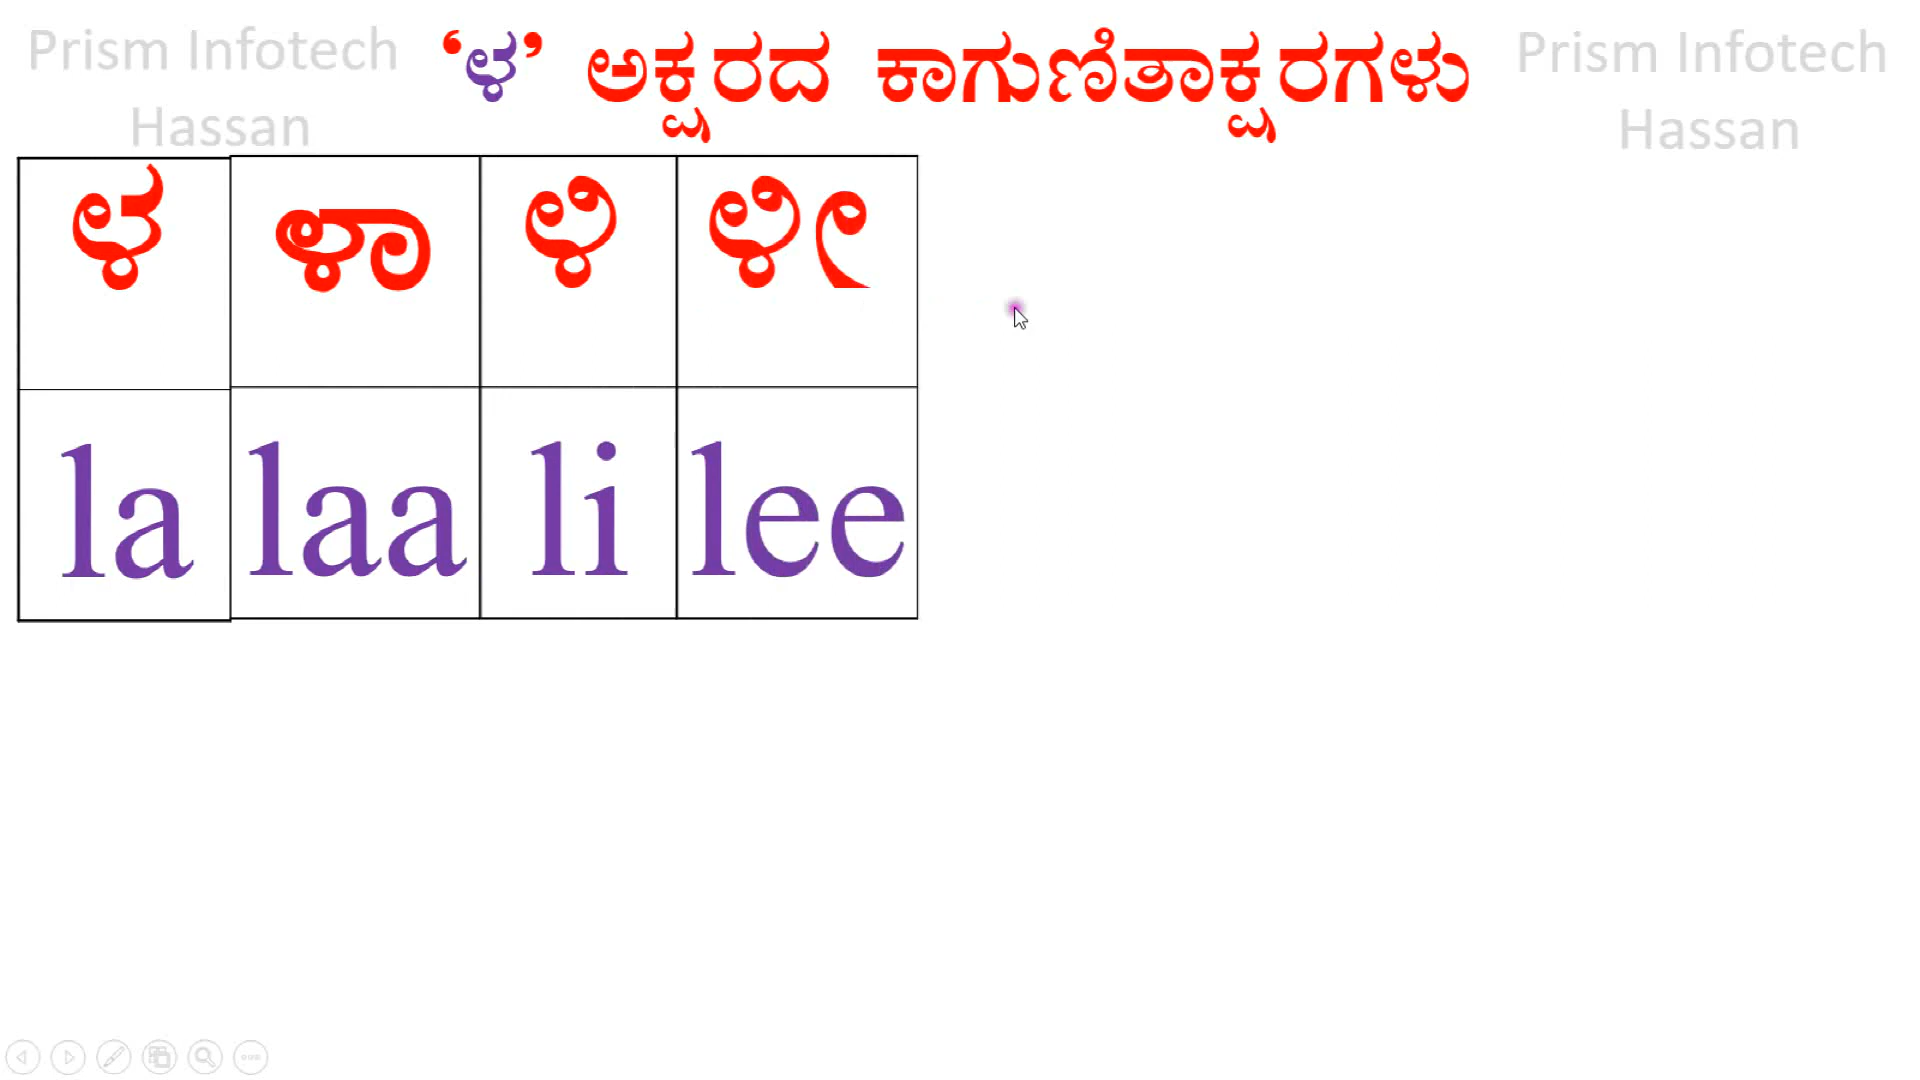 Prism Infotech
Hassan
‘ಳ’ ಅಕ್ಷರದ ಕಾಗುಣಿತಾಕ್ಷರಗಳು
Prism Infotech
Hassan
ಳ ಳಾ ಳಿ ಳೀ
la laa li lee